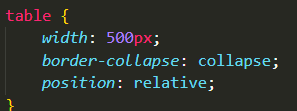 table {
    width: 500px;
    border-collapse: collapse;
    position: relative;
}